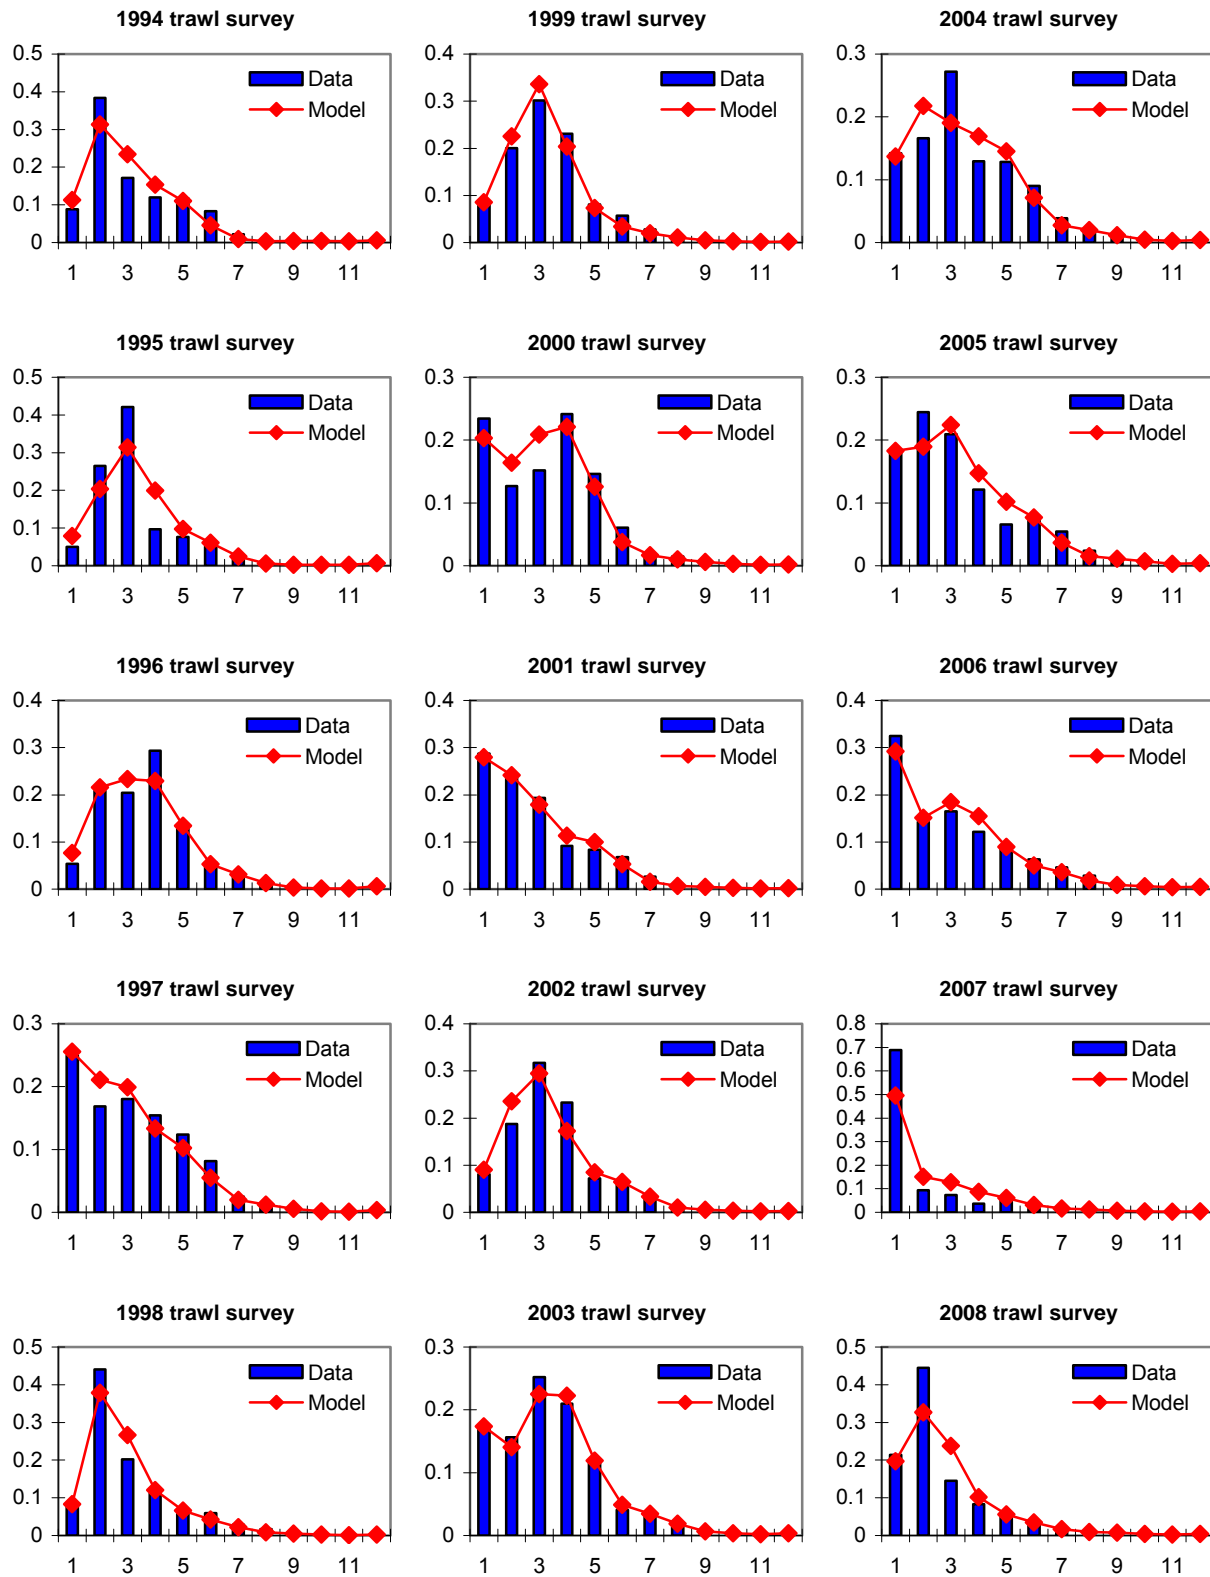 1994 trawl survey
0.5
0.4
0.3
0.2
0.1
0
Data
Model
1 3 5 7 9 11
1999 trawl survey
0.4
0.3
0.2
0.1
0
Data
Model
1 3 5 7 9 11
2004 trawl survey
0.3
0.2
0.1
0
Data
Model
1 3 5 7 9 11
1995 trawl survey
0.5
0.4
0.3
0.2
0.1
0
Data
Model
1 3 5 7 9 11
2000 trawl survey
0.3
0.2
0.1
0
Data
Model
1 3 5 7 9 11
2005 trawl survey
0.3
0.2
0.1
0
Data
Model
1 3 5 7 9 11
1996 trawl survey
0.4
0.3
0.2
0.1
0
Data
Model
1 3 5 7 9 11
2001 trawl survey
0.4
0.3
0.2
0.1
0
Data
Model
1 3 5 7 9 11
2006 trawl survey
0.4
0.3
0.2
0.1
0
Data
Model
1 3 5 7 9 11
1997 trawl survey
0.3
0.2
0.1
0
Data
Model
1 3 5 7 9 11
2002 trawl survey
0.4
0.3
0.2
0.1
0
Data
Model
1 3 5 7 9 11
2007 trawl survey
0.8
0.7
0.6
0.5
0.4
0.3
0.2
0.1
0
Data
Model
1 3 5 7 9 11
1998 trawl survey
0.5
0.4
0.3
0.2
0.1
0
Data
Model
1 3 5 7 9 11
2003 trawl survey
0.3
0.2
0.1
0
Data
Model
1 3 5 7 9 11
2008 trawl survey
0.5
0.4
0.3
0.2
0.1
0
Data
Model
1 3 5 7 9 11